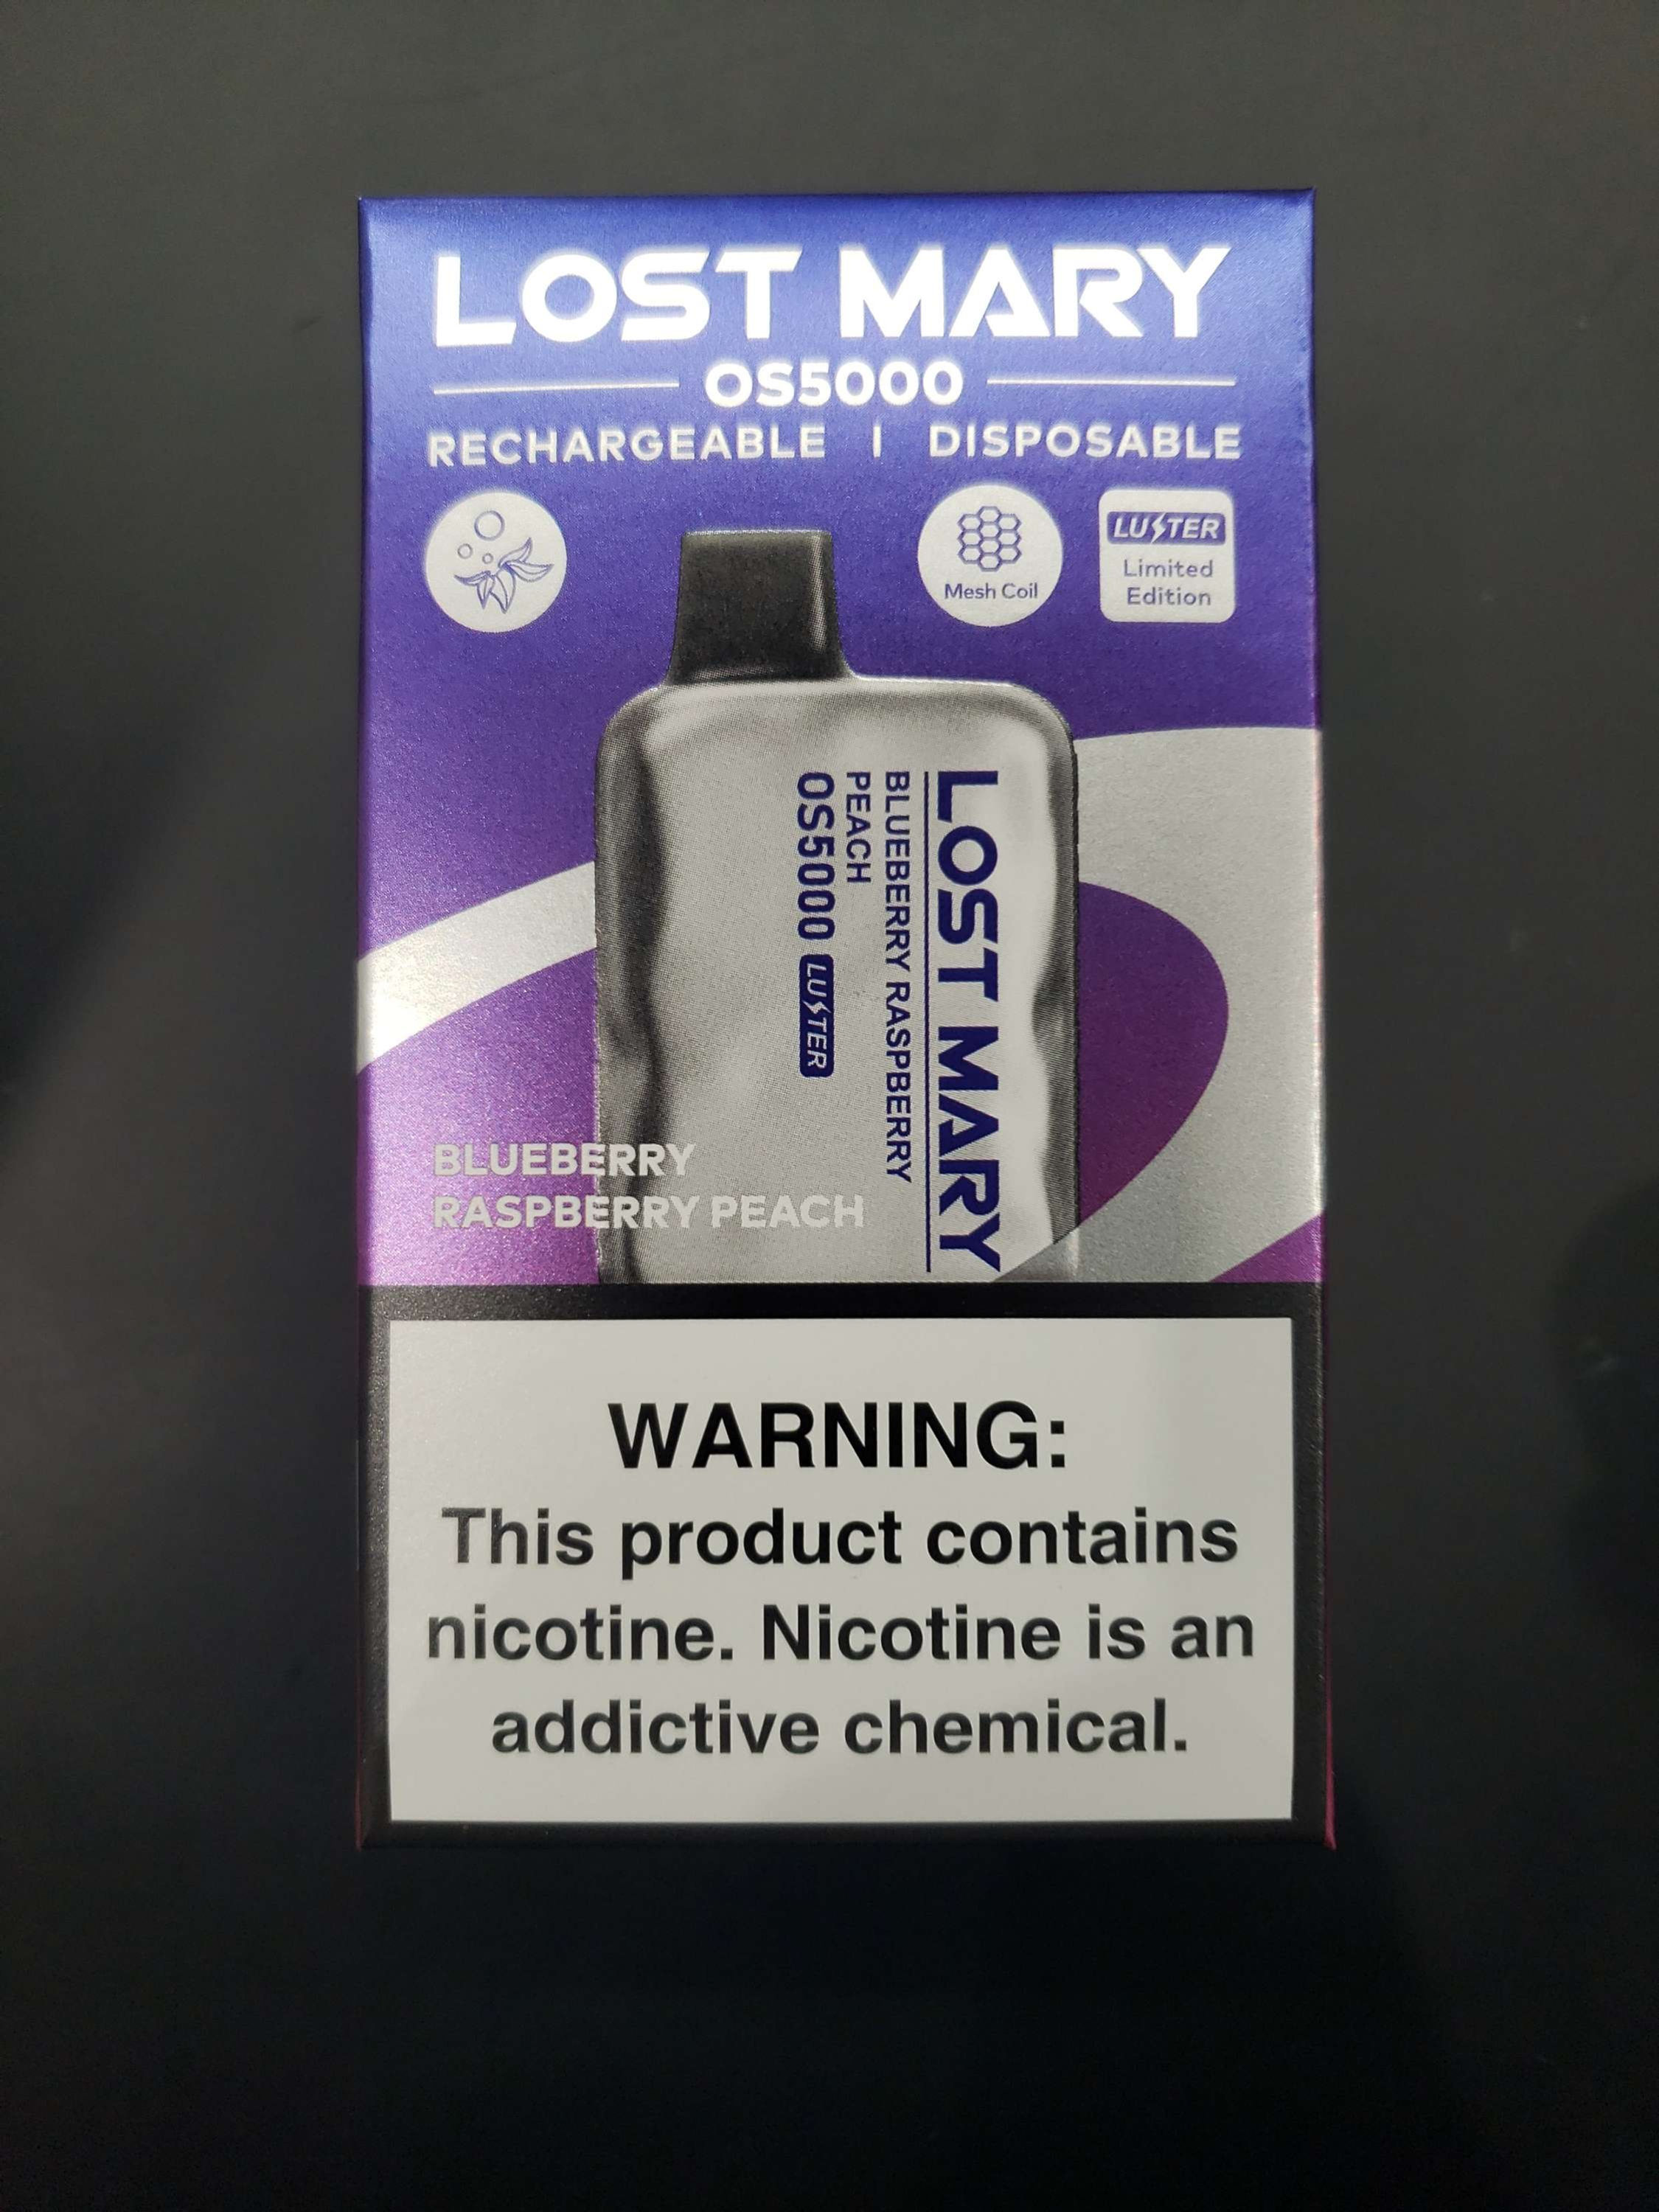 LOST MARY
OS5000
RECHARGEABLE | DISPOSABLE
Mesh Coil
LUSTER
Limited
Edition
LOST MARY
BLUEBERRY RASPBERRY
PEACH
OS5000 LUSTER
BLUEBERRY
RASPBERRY PEACH
WARNING:
This product contains
nicotine. Nicotine is an
addictive chemical.